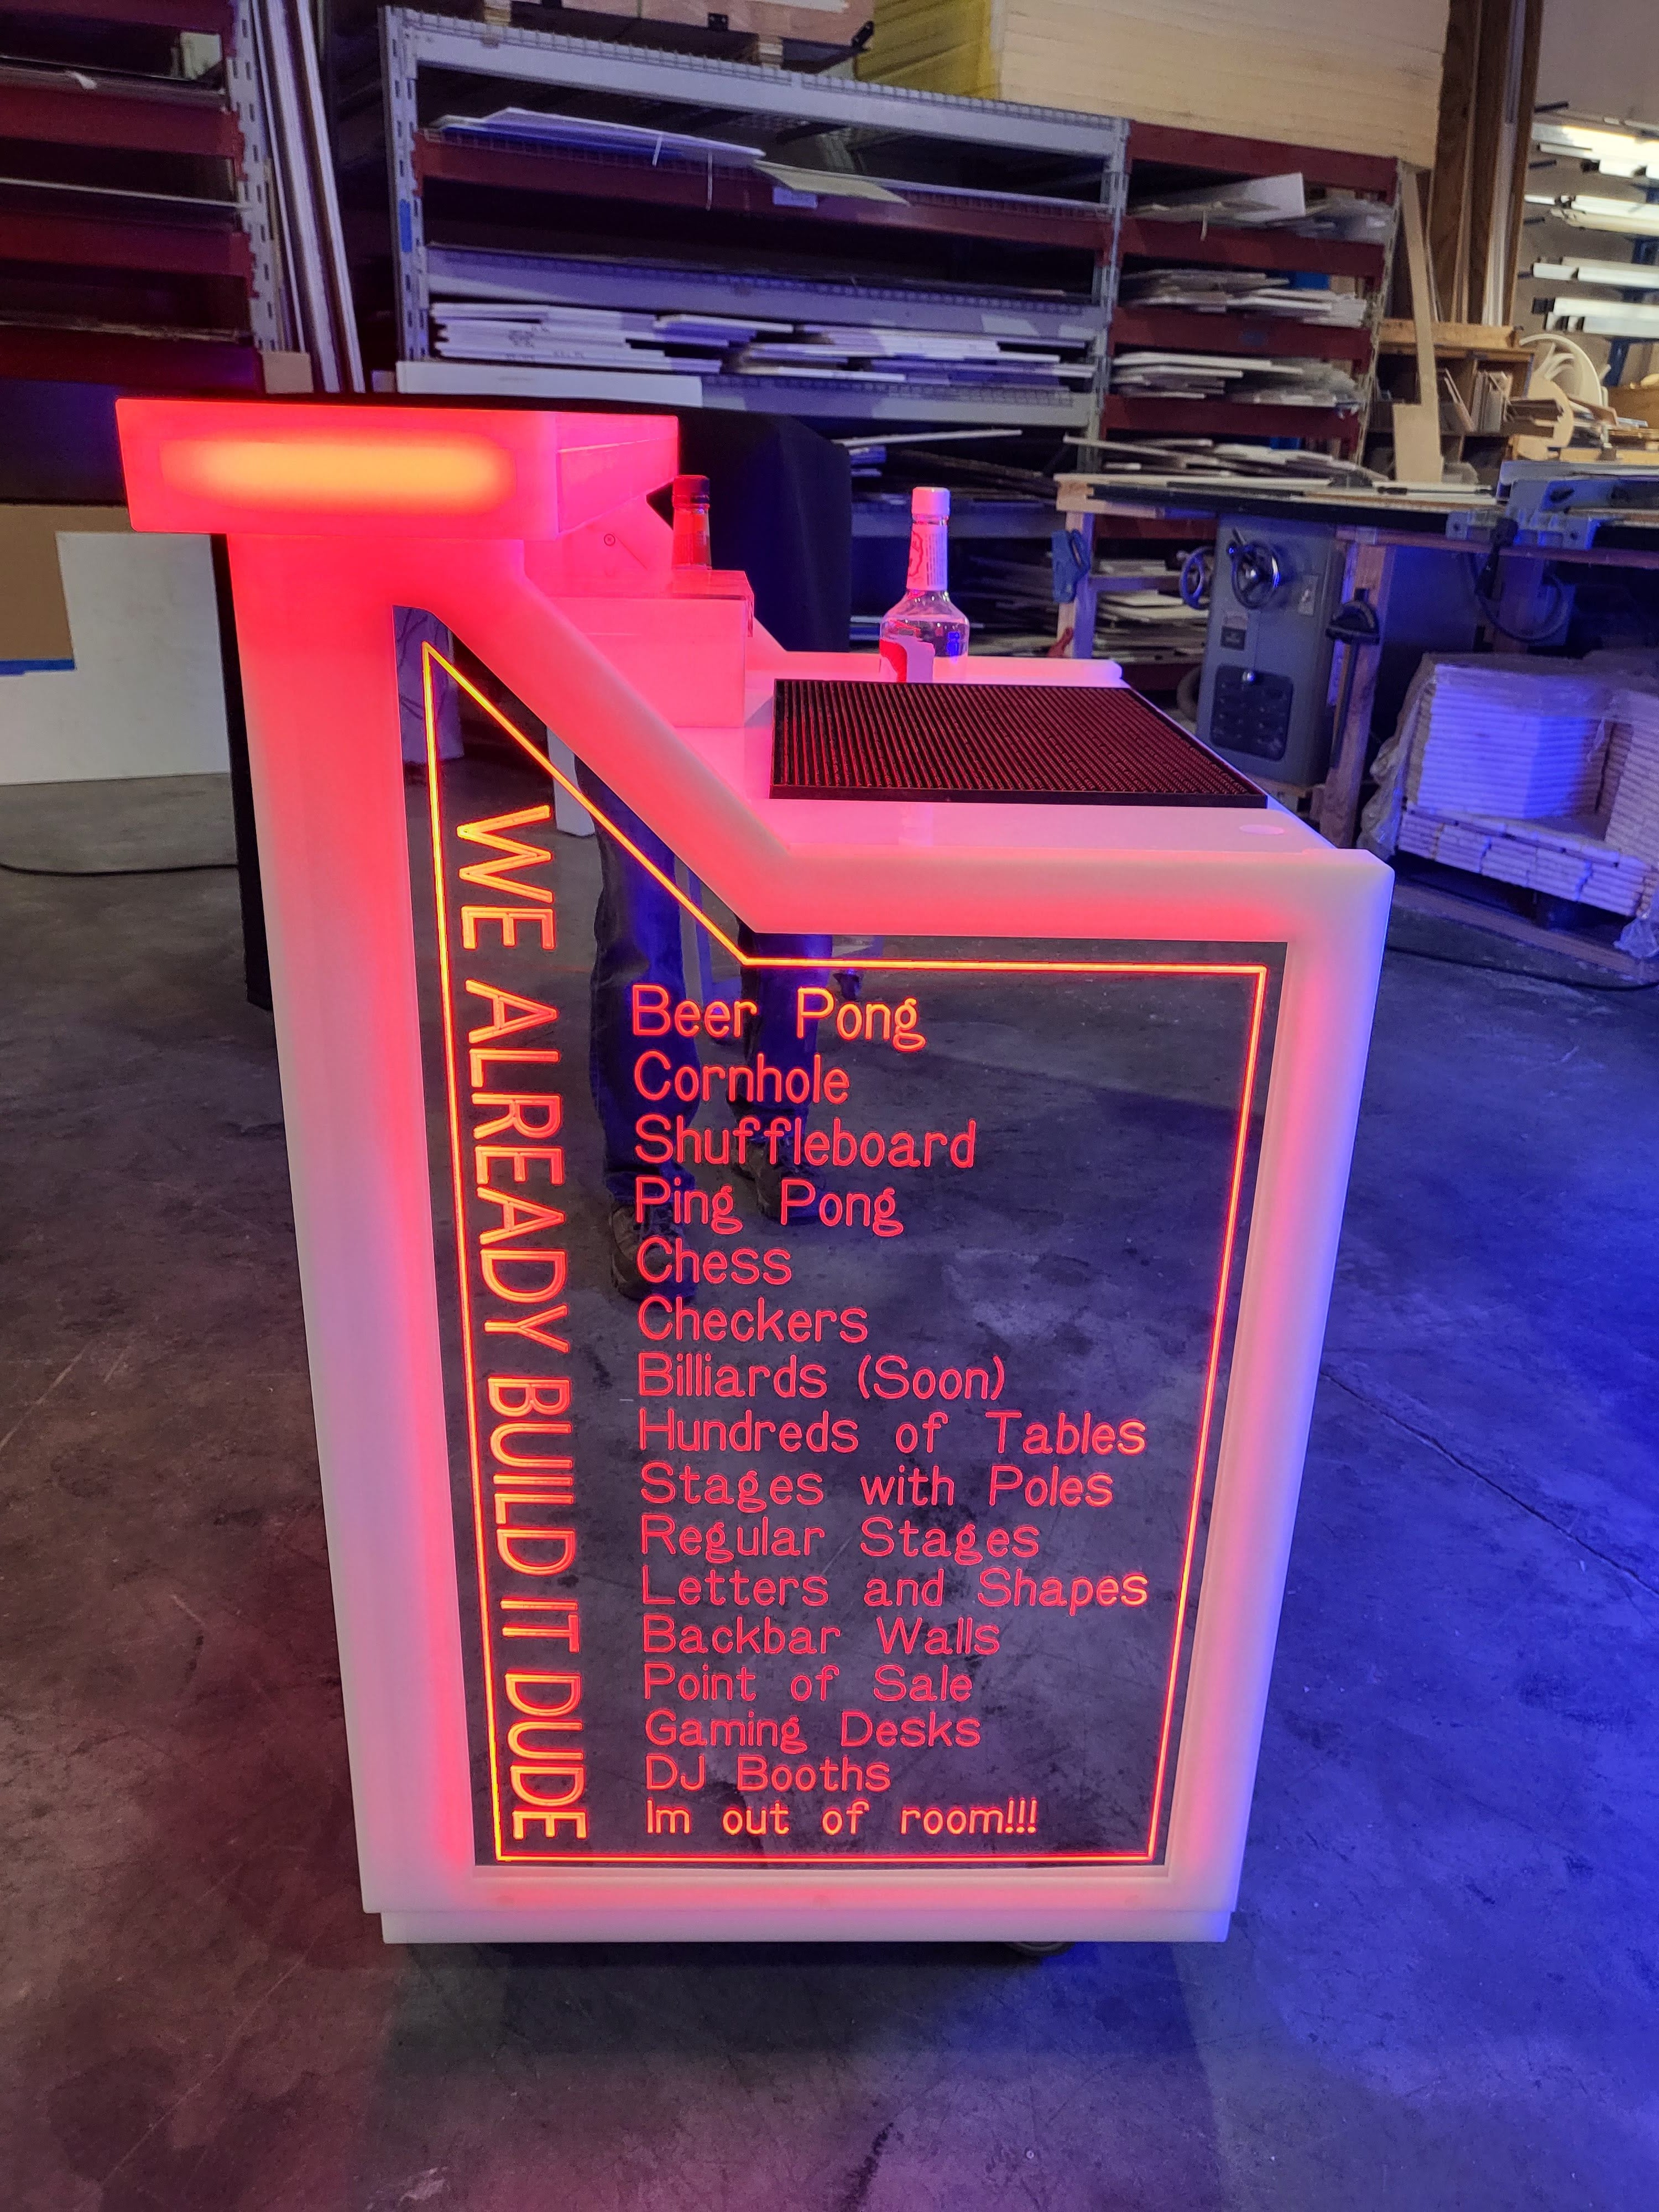 WE ALREADY BUILD IT DUDE
Beer Pong
Cornhole
Shuffleboard
Ping Pong
Chess
Checkers
Billiards (Soon)
Hundreds of Tables
Stages with Poles
Regular Stages
Letters and Shapes
Backbar Walls
Point of Sale
Gaming Desks
DJ Booths
Im out of room!!!